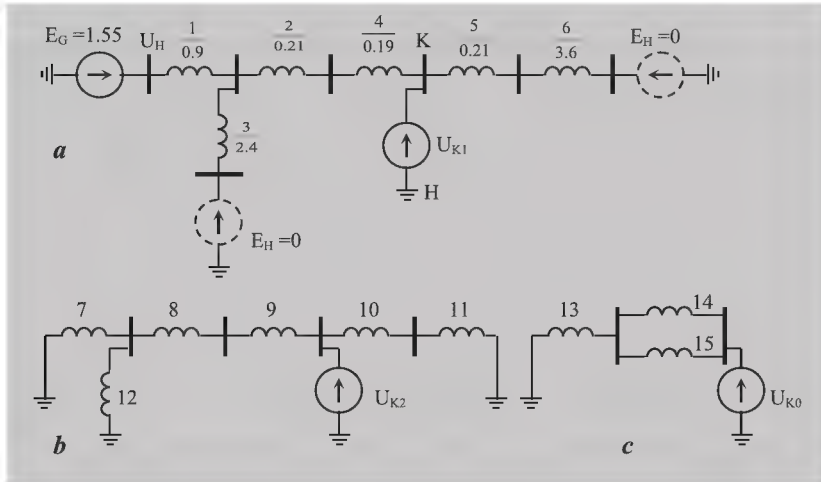 E_G =1.55 U_H 1/0.9 2/0.21 4/0.19 K 5/0.21 6/3.6 E_H =0
3/2.4
a
U_K1
H
E_H =0
7 8 9 10 11
12
U_K2
b
13 14
15
U_K0
c